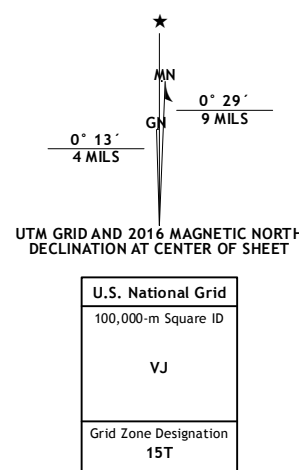 ★
MN
0° 29´
9 MILS
GN
0° 13´
4 MILS
UTM GRID AND 2016 MAGNETIC NORTH
DECLINATION AT CENTER OF SHEET
U.S. National Grid
100,000-m Square ID
VJ
Grid Zone Designation
15T